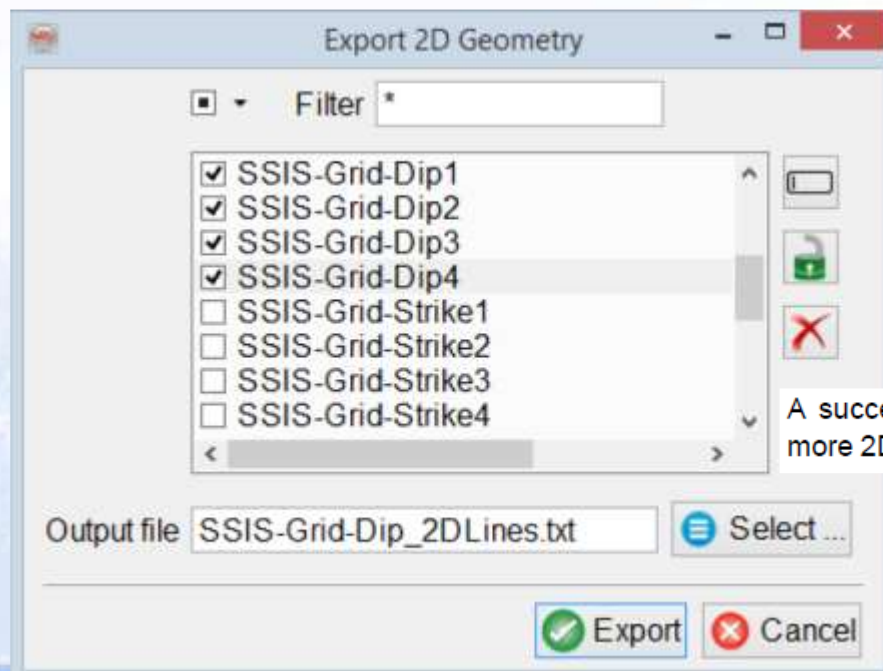 Export 2D Geometry
Filter *
SSIS-Grid-Dip1
SSIS-Grid-Dip2
SSIS-Grid-Dip3
SSIS-Grid-Dip4
SSIS-Grid-Strike1
SSIS-Grid-Strike2
SSIS-Grid-Strike3
SSIS-Grid-Strike4
A succe
more 2D
Output file SSIS-Grid-Dip_2DLines.txt Select ...
Export Cancel